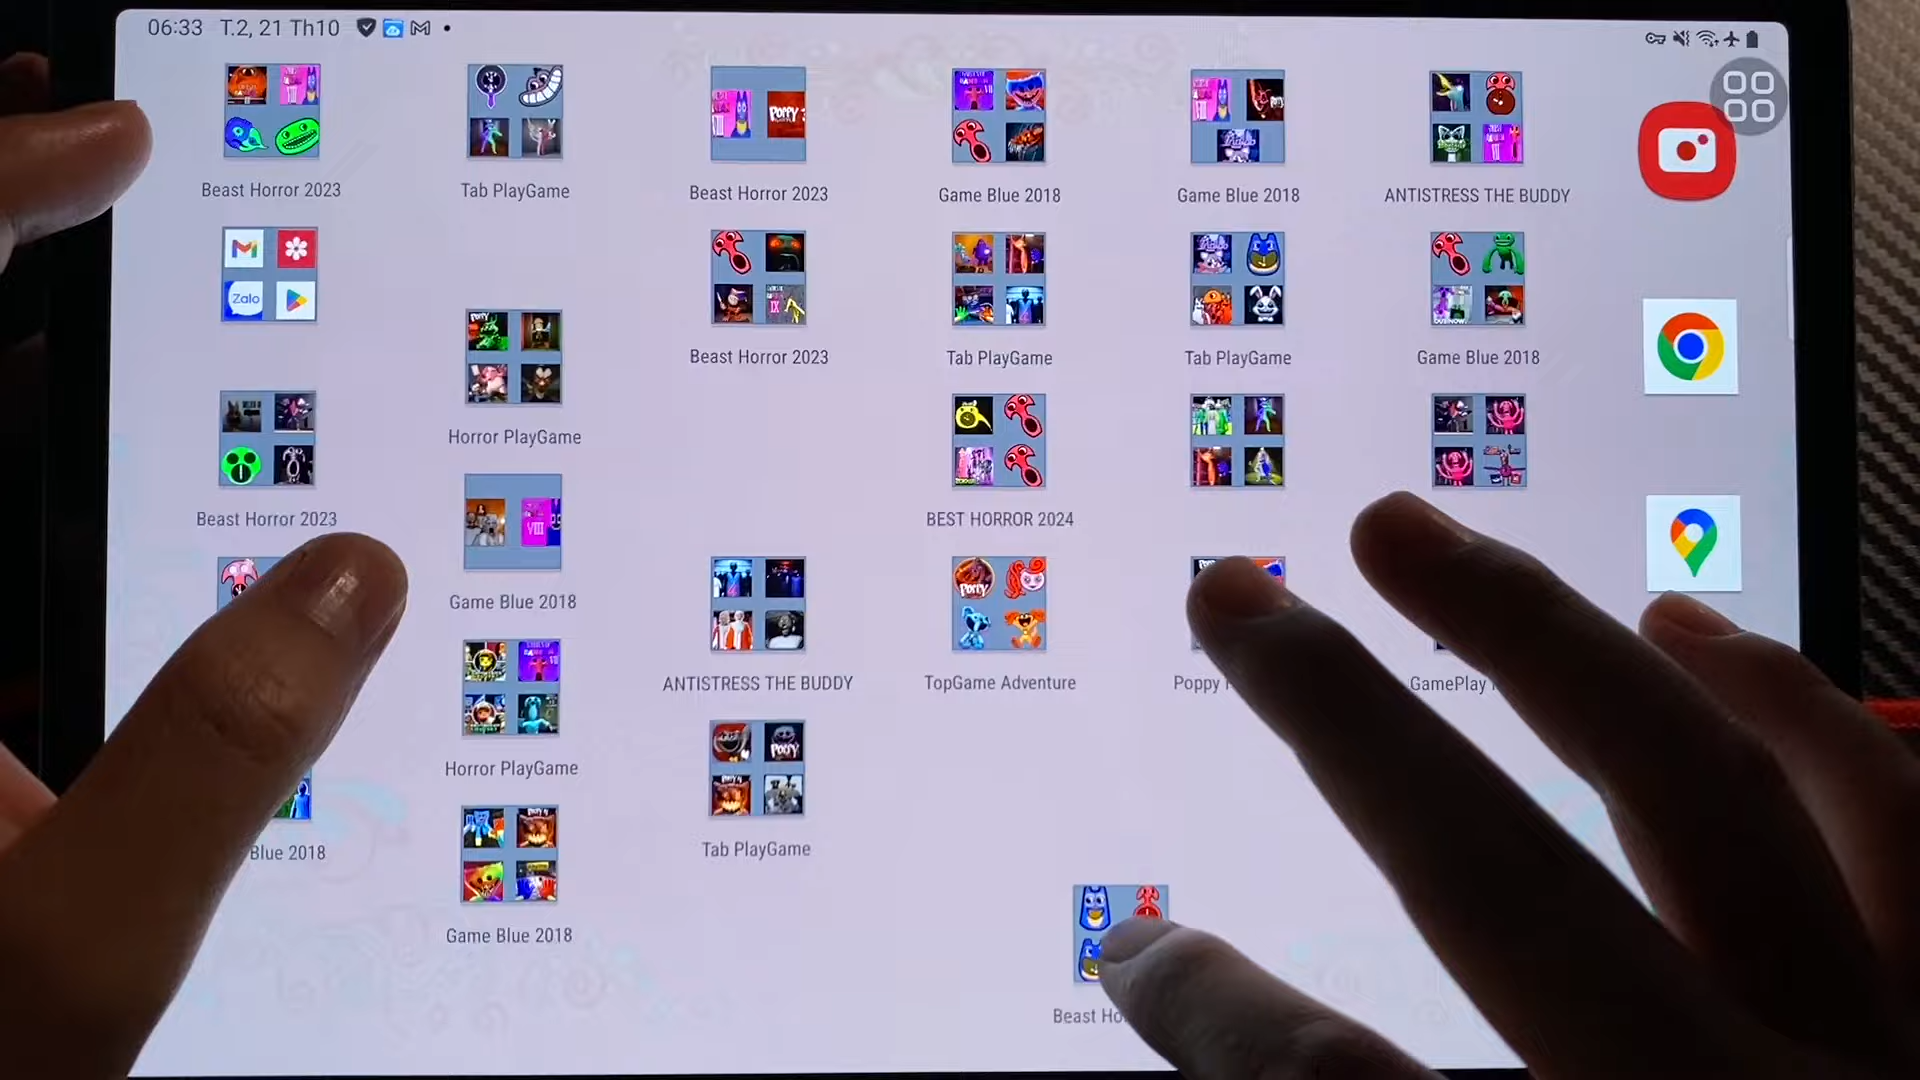 06:33 T.2, 21 Th10
Beast Horror 2023
Tab PlayGame
Beast Horror 2023
Game Blue 2018
Game Blue 2018
ANTISTRESS THE BUDDY
Zalo
Beast Horror 2023
Tab PlayGame
Tab PlayGame
Game Blue 2018
Horror PlayGame
Beast Horror 2023
BEST HORROR 2024
Game Blue 2018
ANTISTRESS THE BUDDY
TopGame Adventure
Poppy
GamePlay
Horror PlayGame
Blue 2018
Tab PlayGame
Game Blue 2018
Beast Ho